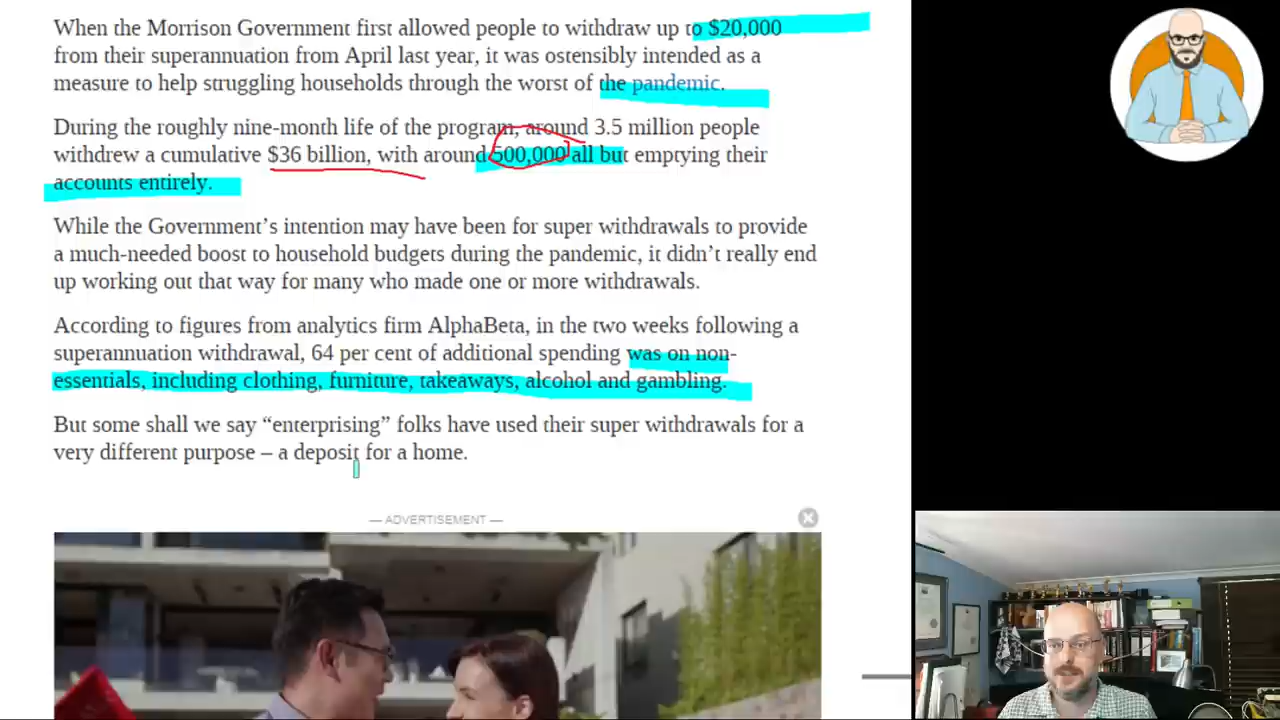 When the Morrison Government first allowed people to withdraw up to $20,000
from their superannuation from April last year, it was ostensibly intended as a
measure to help struggling households through the worst of the pandemic.
During the roughly nine-month life of the program, around 3.5 million people
withdrew a cumulative $36 billion, with around 500,000 all but emptying their
accounts entirely.
While the Government’s intention may have been for super withdrawals to provide
a much-needed boost to household budgets during the pandemic, it didn’t really end
up working out that way for many who made one or more withdrawals.
According to figures from analytics firm AlphaBeta, in the two weeks following a
superannuation withdrawal, 64 per cent of additional spending was on non-
essentials, including clothing, furniture, takeaways, alcohol and gambling.
But some shall we say “enterprising” folks have used their super withdrawals for a
very different purpose – a deposit for a home.
— ADVERTISEMENT —